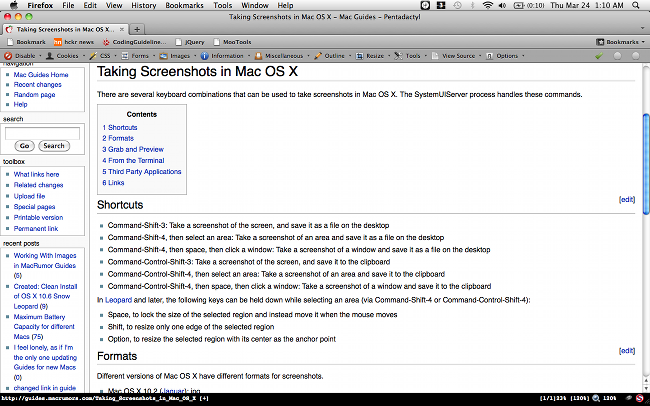 Firefox File Edit View History Bookmarks Tools Window Help (0:10) Thu Mar 24 1:10 AM
Taking Screenshots in Mac OS X - Mac Guides - Pentadactyl
Taking Screenshots in Mac OS X...
Bookmark hckr news CodingGuideline... jQuery MooTools Bookmarks
Disable Cookies CSS Forms Images Information Miscellaneous Outline Resize Tools View Source Options
navigation
Mac Guides Home
Recent changes
Random page
Help
search
Go Search
toolbox
What links here
Related changes
Upload file
Special pages
Printable version
Permanent link
recent posts
Working With Images
in MacRumor Guides
(5)
Created: Clean Install
of OS X 10.6 Snow
Leopard (9)
Maximum Battery
Capacity for different
Macs (75)
I feel lonely, as if I'm
the only one updating
Guides for new Macs
(0)
changed link in guide
Taking Screenshots in Mac OS X
There are several keyboard combinations that can be used to take screenshots in Mac OS X. The SystemUIServer process handles these commands.
Contents
1 Shortcuts
2 Formats
3 Grab and Preview
4 From the Terminal
5 Third Party Applications
6 Links
[edit]
Shortcuts
Command-Shift-3: Take a screenshot of the screen, and save it as a file on the desktop
Command-Shift-4, then select an area: Take a screenshot of an area and save it as a file on the desktop
Command-Shift-4, then space, then click a window: Take a screenshot of a window and save it as a file on the desktop
Command-Control-Shift-3: Take a screenshot of the screen, and save it to the clipboard
Command-Control-Shift-4, then select an area: Take a screenshot of an area and save it to the clipboard
Command-Control-Shift-4, then space, then click a window: Take a screenshot of a window and save it to the clipboard
In Leopard and later, the following keys can be held down while selecting an area (via Command-Shift-4 or Command-Control-Shift-4):
Space, to lock the size of the selected region and instead move it when the mouse moves
Shift, to resize only one edge of the selected region
Option, to resize the selected region with its center as the anchor point
[edit]
Formats
Different versions of Mac OS X have different formats for screenshots.
Mac OS X 10.2 (Jaguar): jpg
http://guides.macrumors.com/Taking_Screenshots_in_Mac_OS_X [+] [1/1]33% [120%] 120%